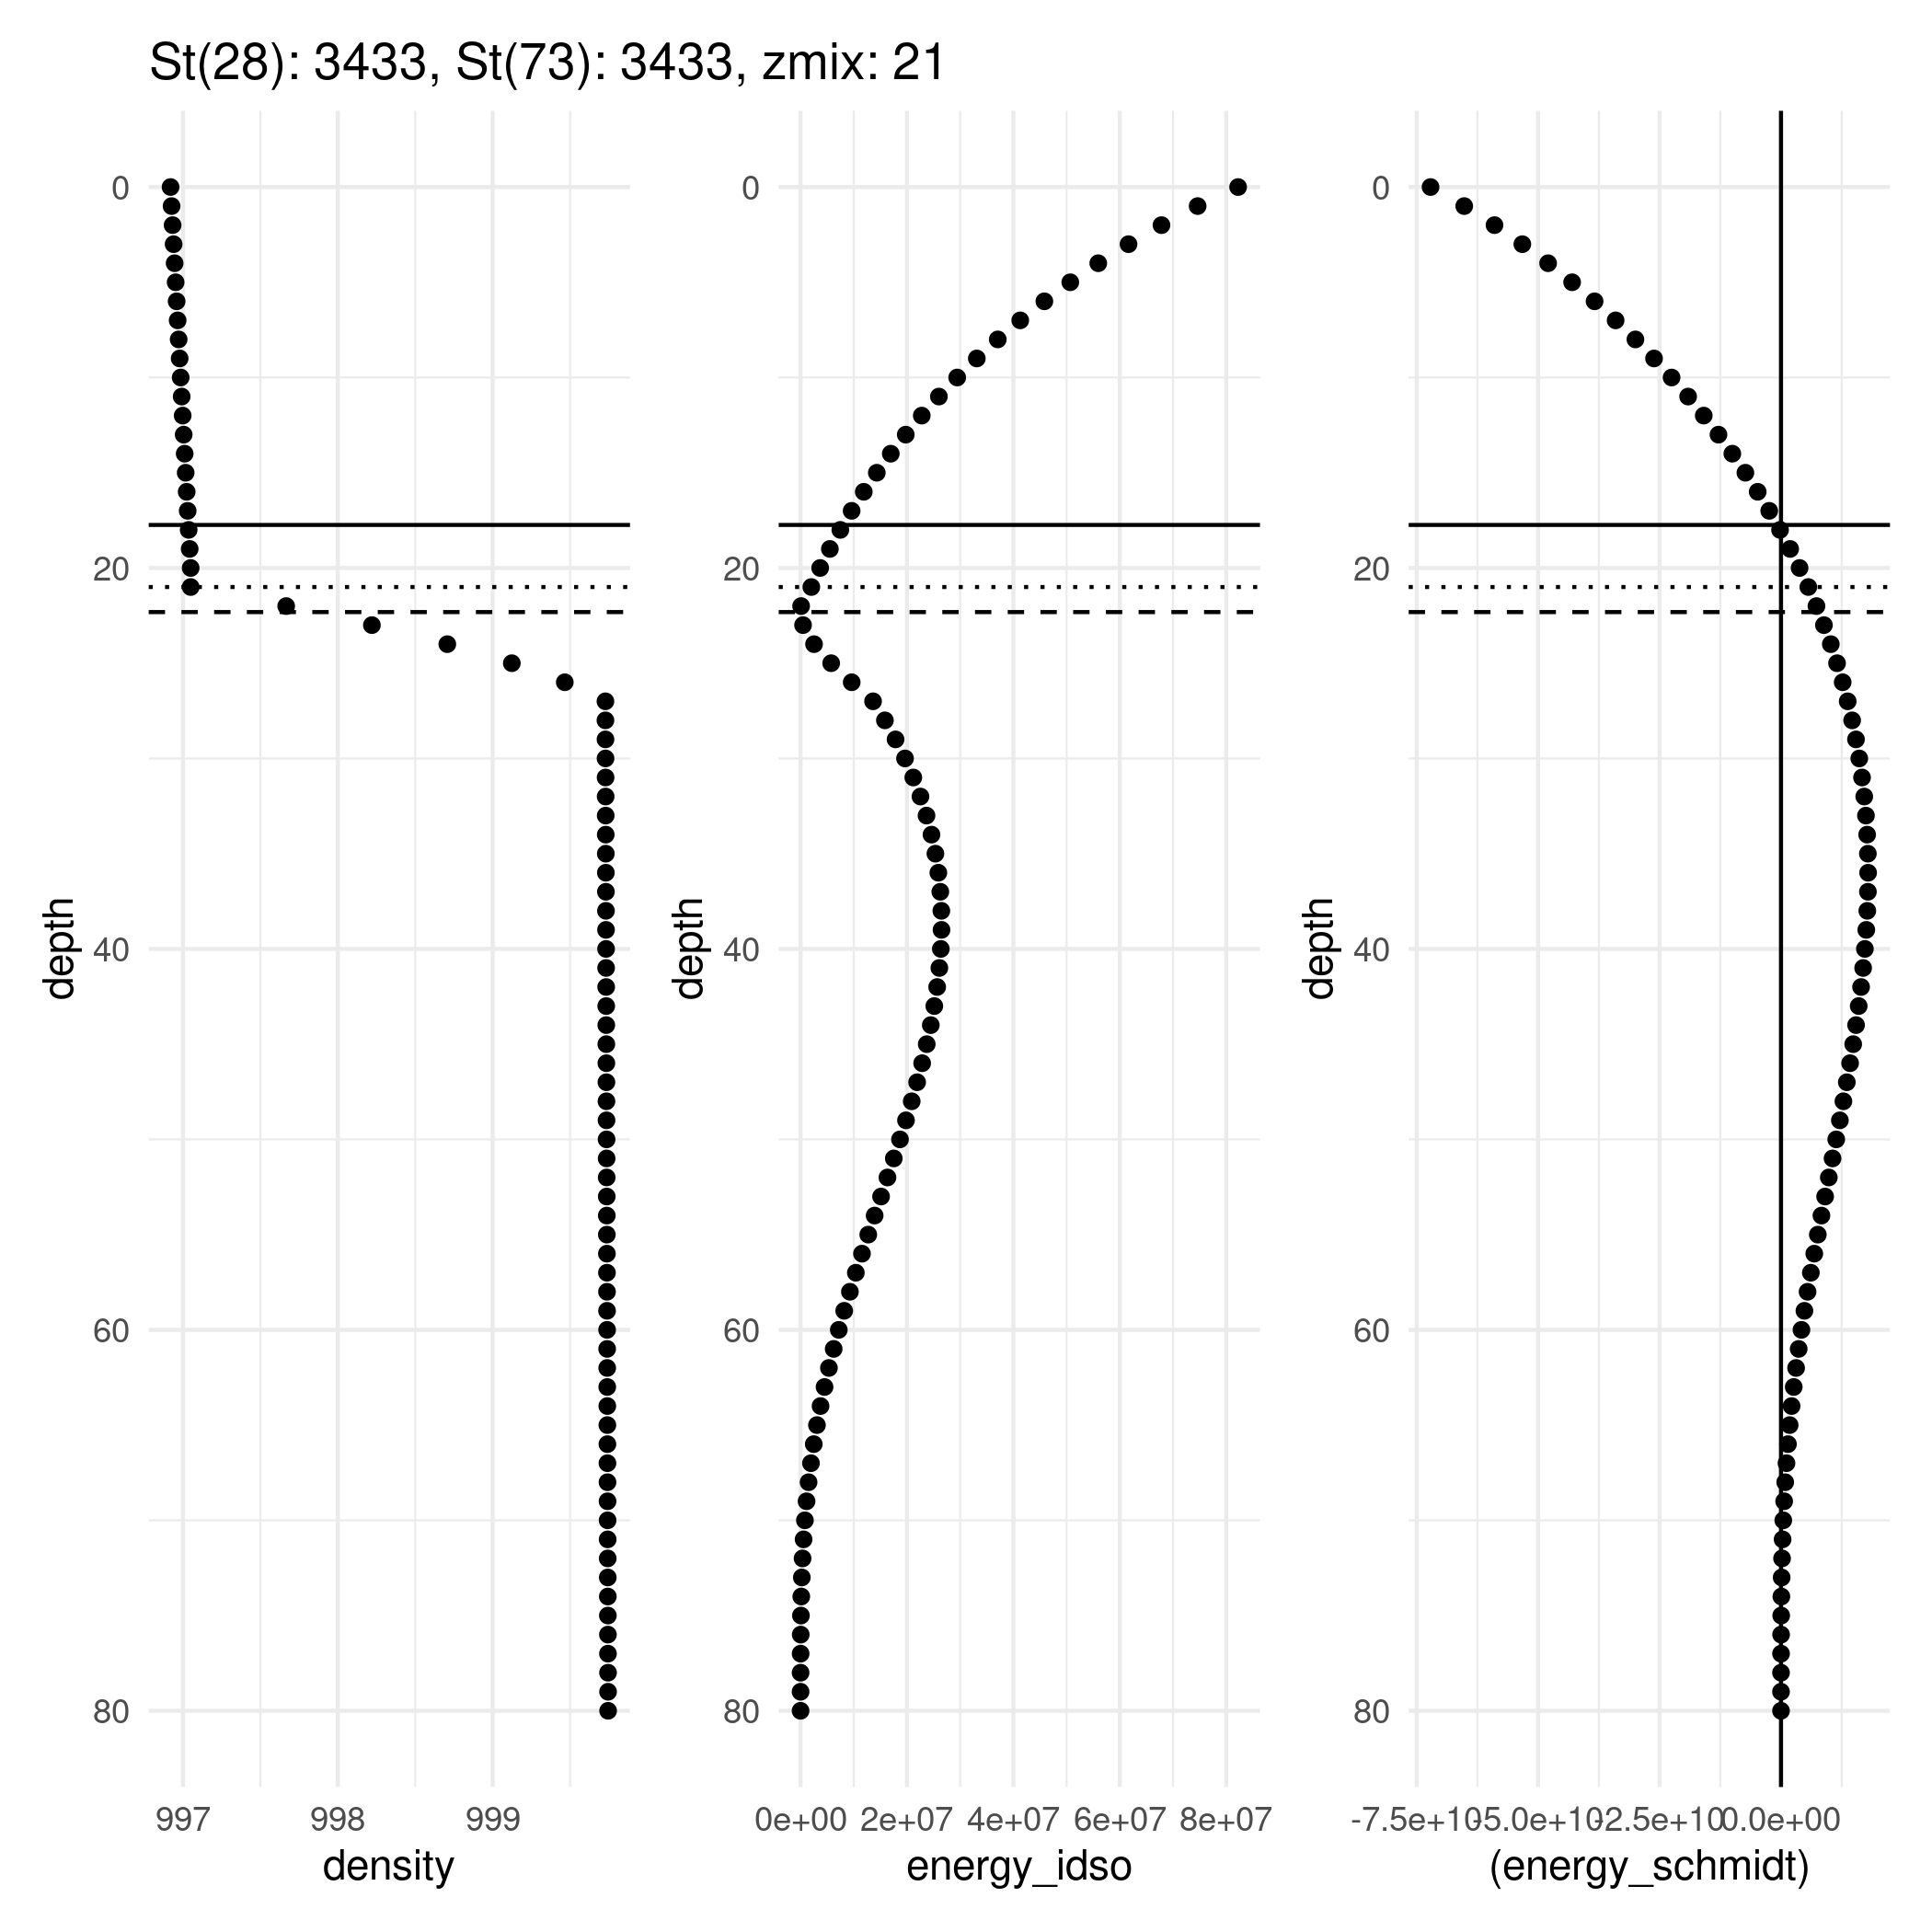 St(28): 3433, St(73): 3433, zmix: 21
0
20
40
60
80
depth
997
998
999
density
0
20
40
60
80
depth
0e+00
2e+07
4e+07
6e+07
8e+07
energy_idso
0
20
40
60
80
depth
-7.5e+10
-5.0e+10
-2.5e+10
0.0e+00
(energy_schmidt)